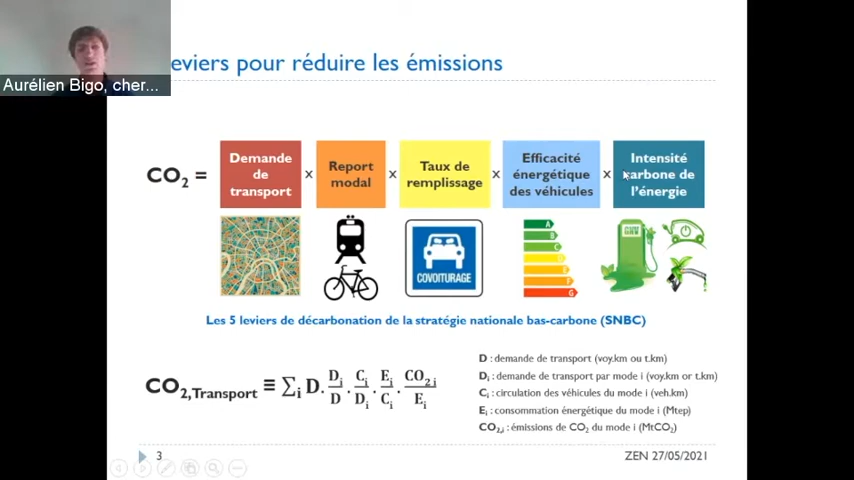 eviers pour réduire les émissions
Aurélien Bigo, cher...
CO2 =
Demande
de
transport
x
Report
modal
x
Taux de
remplissage
x
Efficacité
énergétique
des véhicules
x
Intensité
carbone de
l'énergie
COVOITURAGE
A
B
C
D
E
F
G
Les 5 leviers de décarbonation de la stratégie nationale bas-carbone (SNBC)
CO2,Transport ≡ ∑i D. Di/D . Ci/Di . Ei/Ci . CO2 i/Ei
D : demande de transport (voy.km ou t.km)
Di : demande de transport par mode i (voy.km or t.km)
Ci : circulation des véhicules du mode i (veh.km)
Ei : consommation énergétique du mode i (Mtep)
CO2,i : émissions de CO2 du mode i (MtCO2)
3
ZEN 27/05/2021